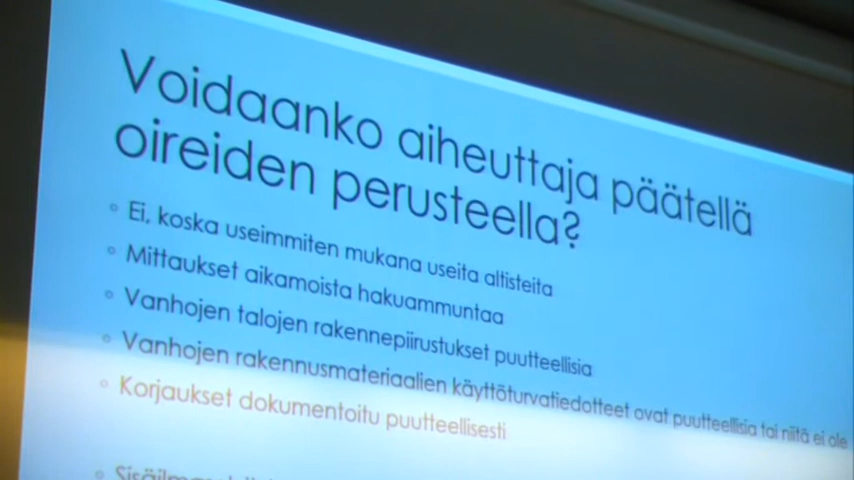 Voidaanko aiheuttaja päätellä
oireiden perusteella?
Ei, koska useimmiten mukana useita altisteita
Mittaukset aikamoista hakuammuntaa
Vanhojen talojen rakennepiirustukset puutteellisia
Vanhojen rakennusmateriaalien käyttöturvatiedotteet ovat puutteellisia tai niitä ei ole
Korjaukset dokumentoitu puutteellisesti